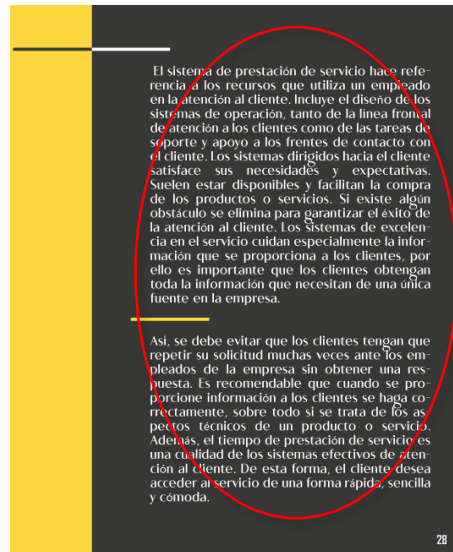 El sistema de prestación de servicio hace refe-
rencia a los recursos que utiliza un empleado
en la atención al cliente. Incluye el diseño de los
sistemas de operación, tanto de la línea frontal
de atención a los clientes como de las tareas de
soporte y apoyo a los frentes de contacto con
el cliente. Los sistemas dirigidos hacia el cliente
satisface sus necesidades y expectativas.
Suelen estar disponibles y facilitan la compra
de los productos o servicios. Si existe algún
obstáculo se elimina para garantizar el éxito de
la atención al cliente. Los sistemas de excelen-
cia en el servicio cuidan especialmente la infor-
mación que se proporciona a los clientes, por
ello es importante que los clientes obtengan
toda la información que necesitan de una única
fuente en la empresa.
Así, se debe evitar que los clientes tengan que
repetir su solicitud muchas veces ante los em-
pleados de la empresa sin obtener una res-
puesta. Es recomendable que cuando se pro-
porcione información a los clientes se haga co-
rrectamente, sobre todo si se trata de los as-
pectos técnicos de un producto o servicio.
Además, el tiempo de prestación de servicio es
una cualidad de los sistemas efectivos de aten-
ción al cliente. De esta forma, el cliente desea
acceder al servicio de una forma rápida, sencilla
y cómoda.
28